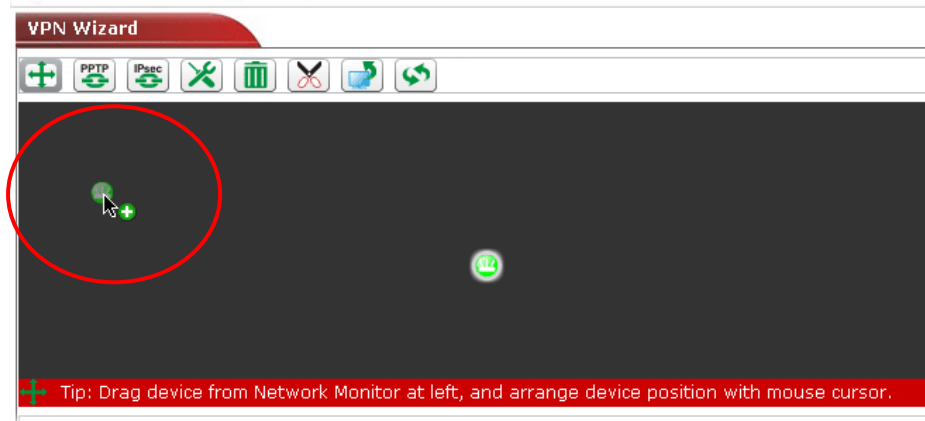 VPN Wizard
PPTP IPsec
Tip: Drag device from Network Monitor at left, and arrange device position with mouse cursor.